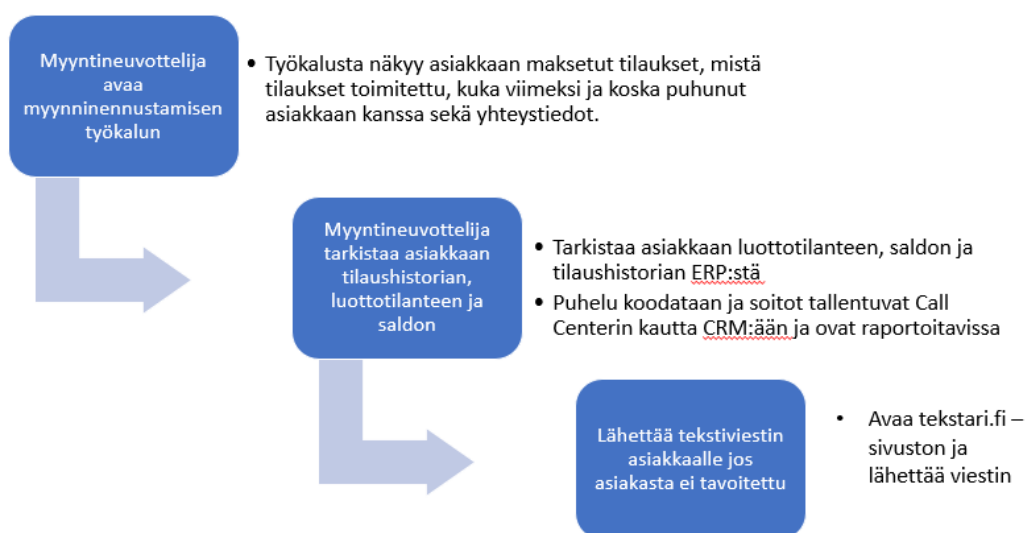 Myyntineuvottelija
avaa
myynninennustamisen
työkalun
• Työkalusta näkyy asiakkaan maksetut tilaukset, mistä
tilaukset toimitettu, kuka viimeksi ja koska puhunut
asiakkaan kanssa sekä yhteystiedot.
Myyntineuvottelija
tarkistaa asiakkaan
tilaushistorian,
luottotilanteen ja
saldon
• Tarkistaa asiakkaan luottotilanteen, saldon ja
tilaushistorian ERP:stä
• Puhelu koodataan ja soitot tallentuvat Call
Centerin kautta CRM:ään ja ovat raportoitavissa
Lähettää tekstiviestin
asiakkaalle jos
asiakasta ei tavoitettu
• Avaa tekstari.fi –
sivuston ja
lähettää viestin